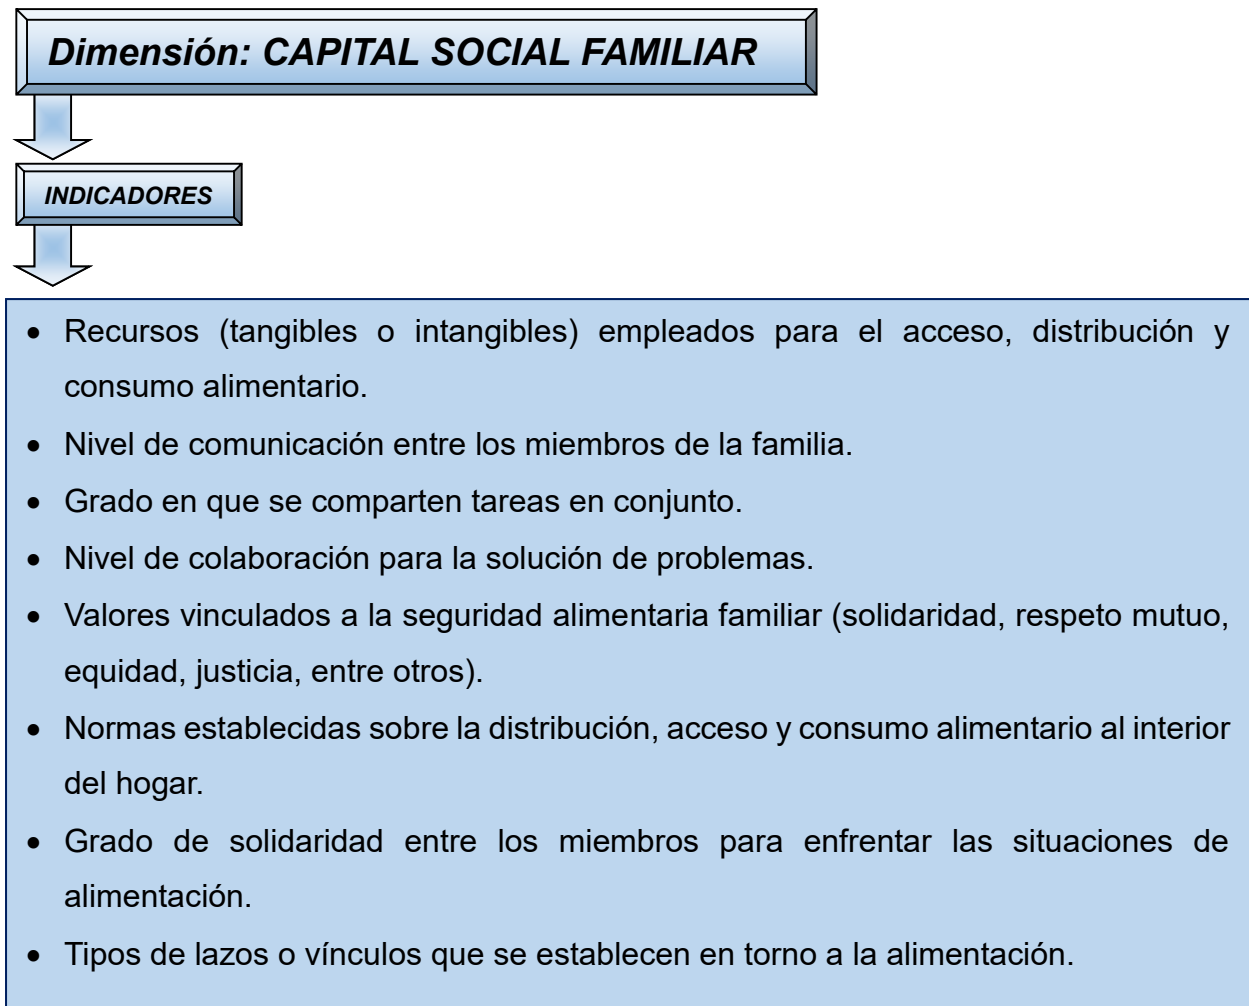 Dimensión: CAPITAL SOCIAL FAMILIAR
INDICADORES
• Recursos (tangibles o intangibles) empleados para el acceso, distribución y
consumo alimentario.
• Nivel de comunicación entre los miembros de la familia.
• Grado en que se comparten tareas en conjunto.
• Nivel de colaboración para la solución de problemas.
• Valores vinculados a la seguridad alimentaria familiar (solidaridad, respeto mutuo,
equidad, justicia, entre otros).
• Normas establecidas sobre la distribución, acceso y consumo alimentario al interior
del hogar.
• Grado de solidaridad entre los miembros para enfrentar las situaciones de
alimentación.
• Tipos de lazos o vínculos que se establecen en torno a la alimentación.